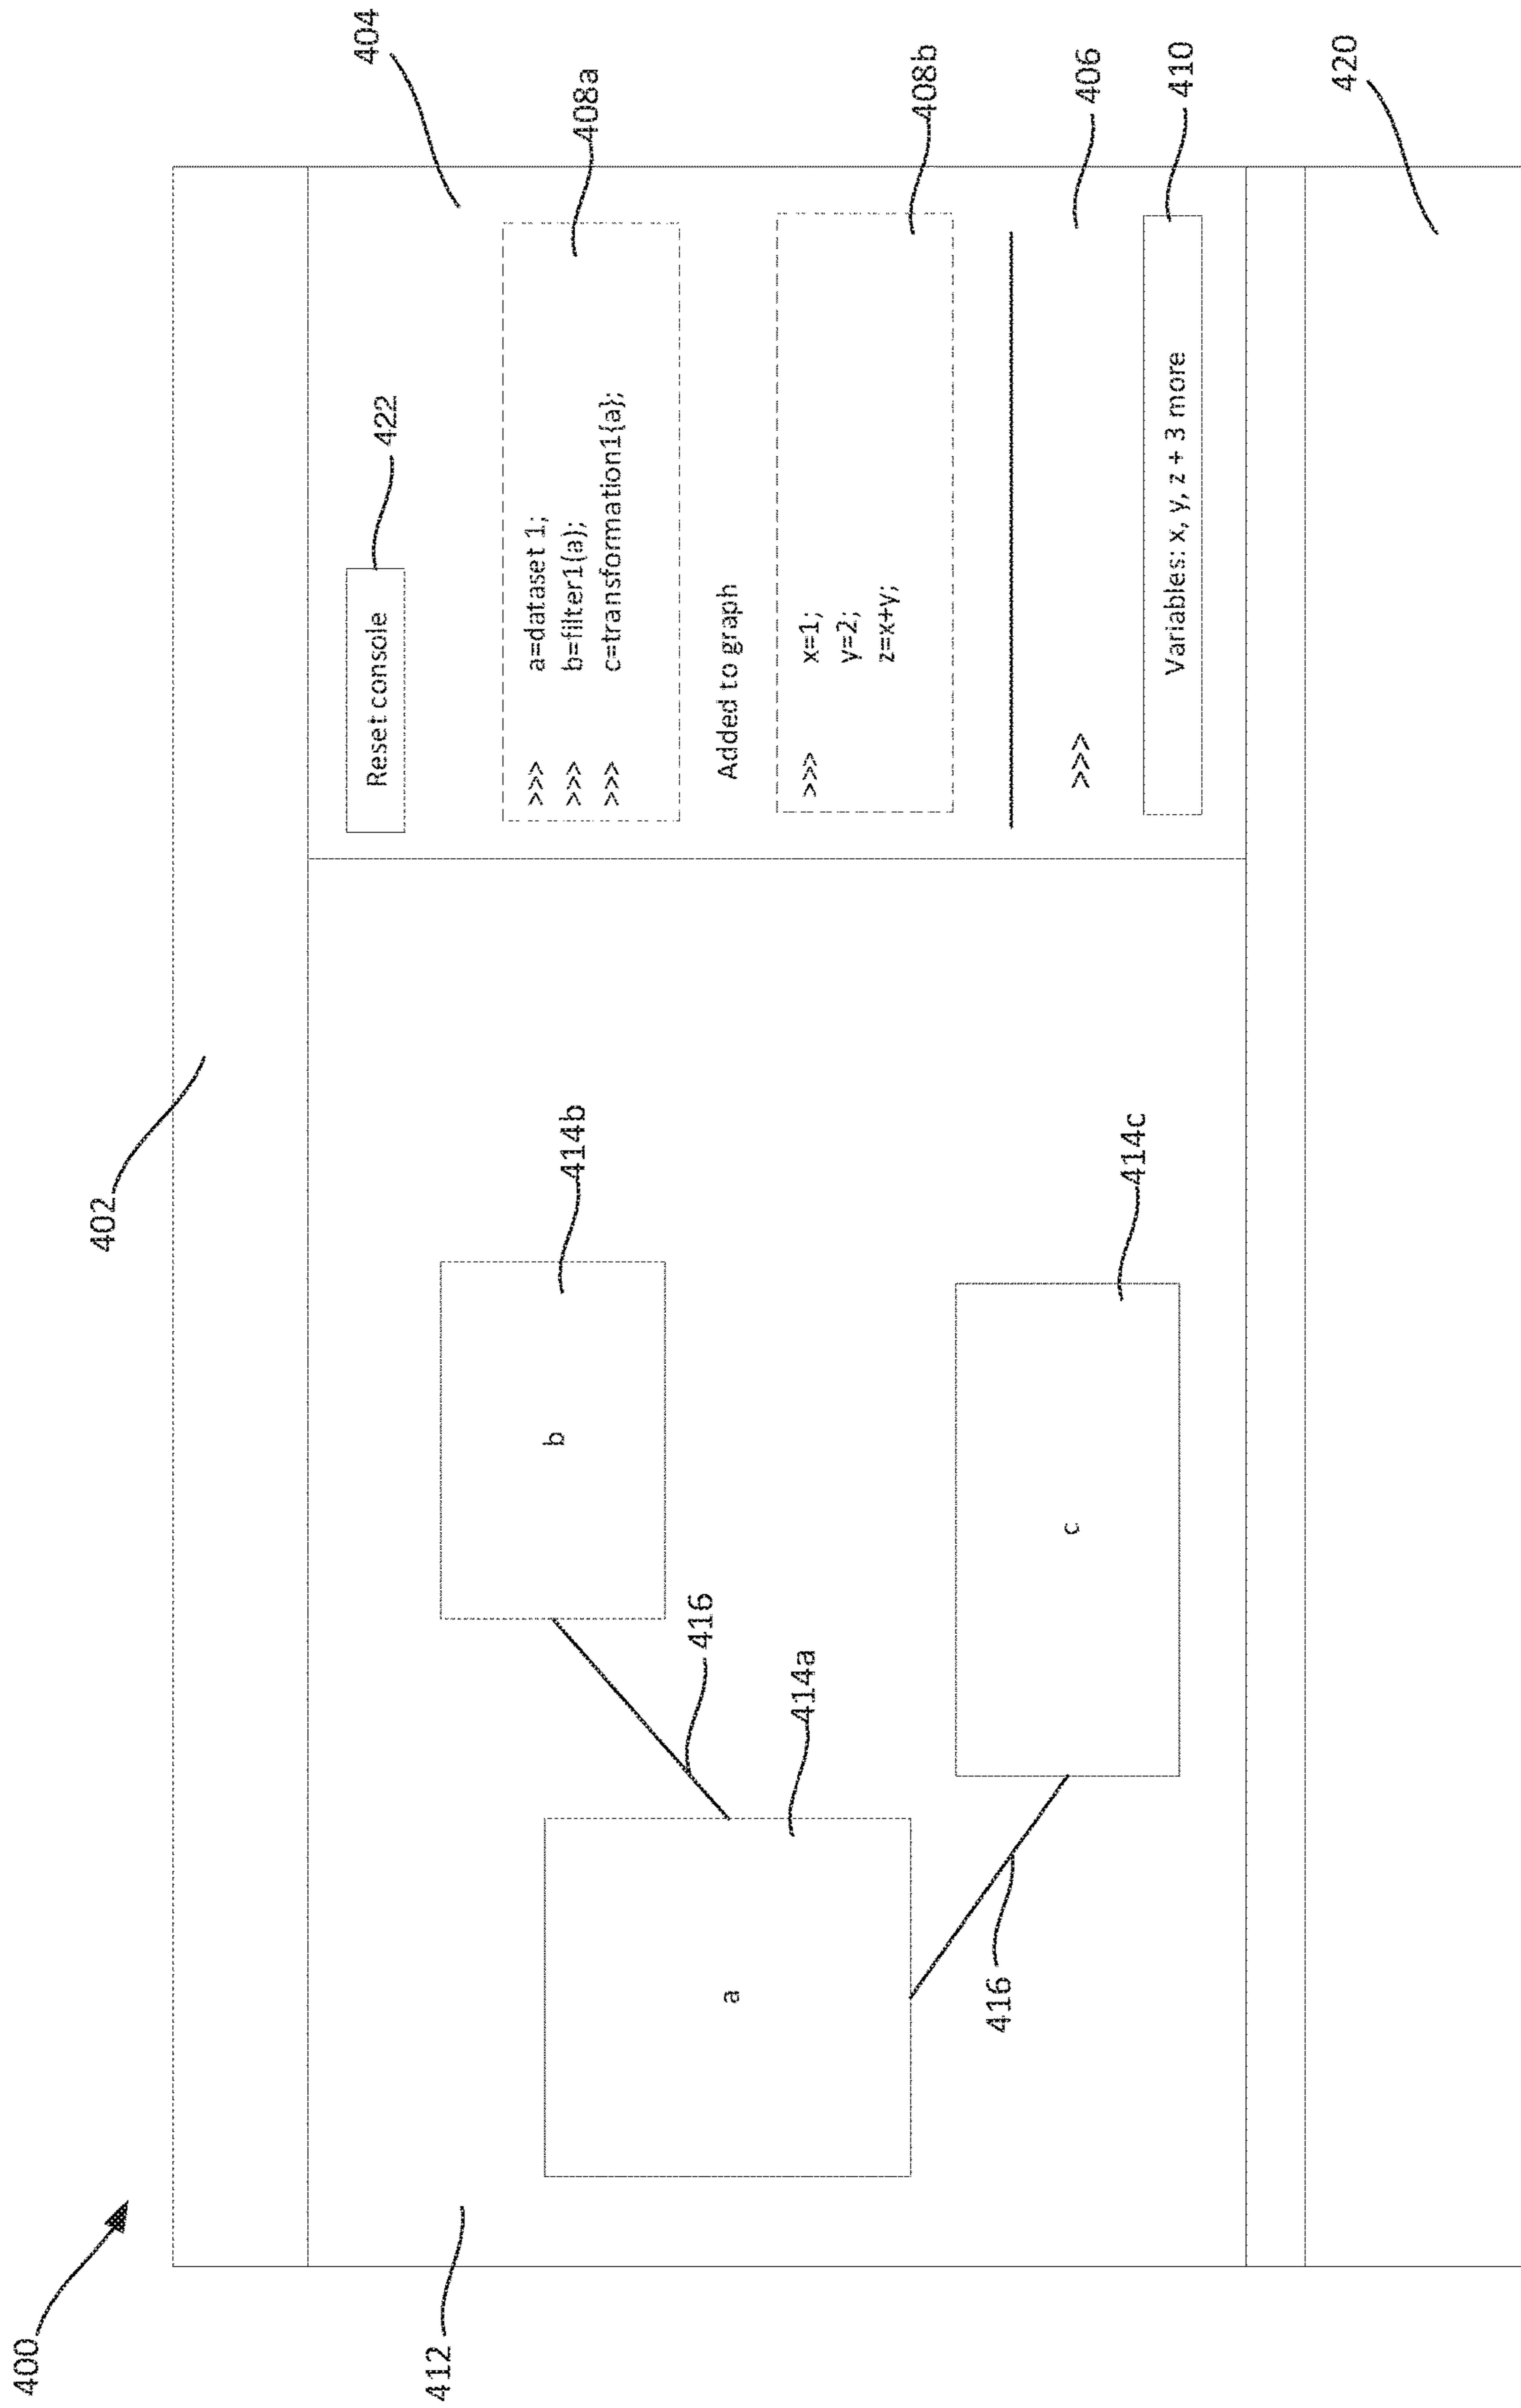 400
402
404
422
Reset console
408a
>>> a=dataset 1;
>>> b=filter1(a);
>>> c=transformation1(a);
Added to graph
408b
>>> x=1;
y=2;
z=x+y;
406
>>>
410
Variables: x, y, z + 3 more
412
414b
b
416
414a
a
414c
c
416
420